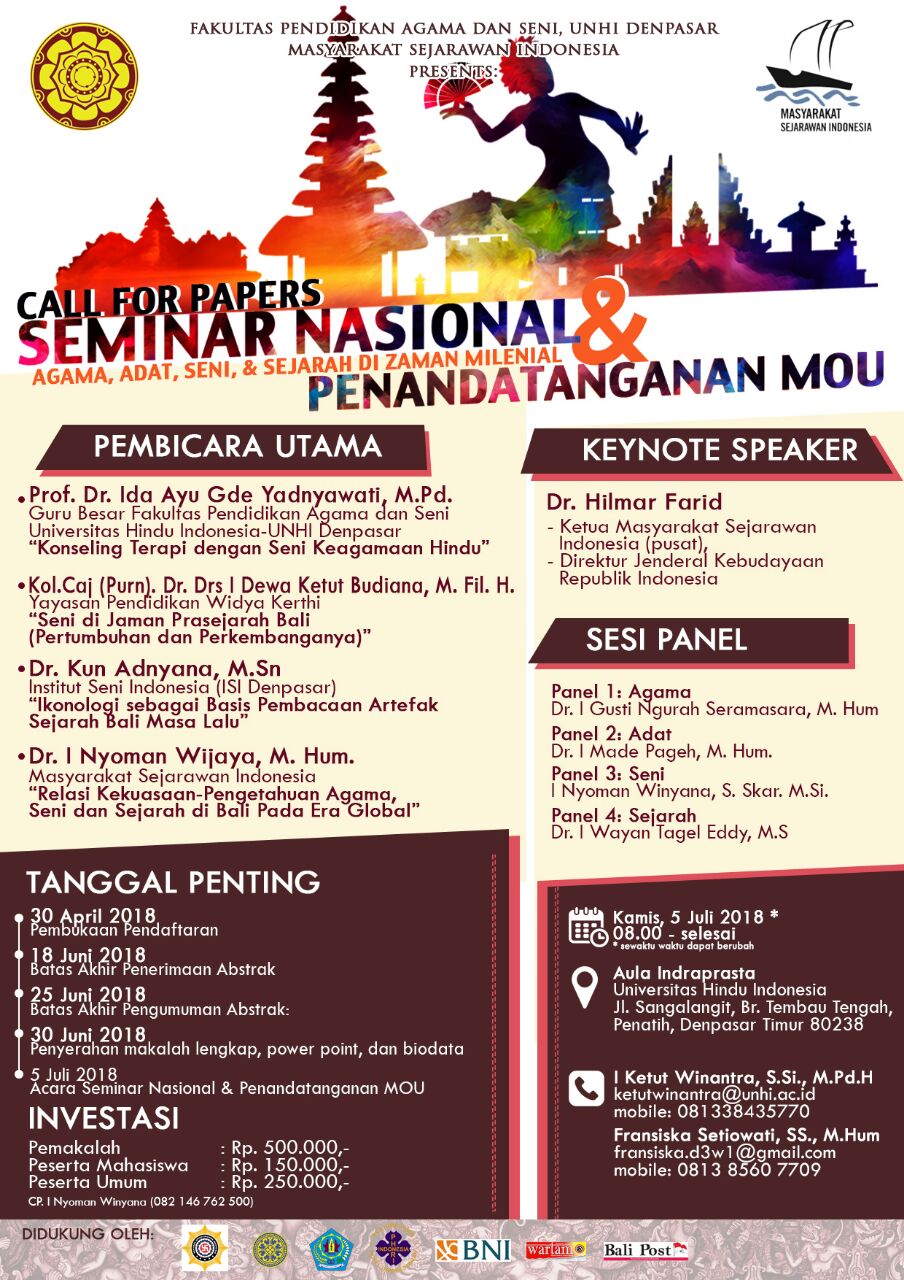 FAKULTAS PENDIDIKAN AGAMA DAN SENI, UNHI DENPASAR
MASYARAKAT SEJARAWAN INDONESIA
PRESENTS:
MASYARAKAT
SEJARAWAN INDONESIA
CALL FOR PAPERS
SEMINAR NASIONAL &
AGAMA, ADAT, SENI, & SEJARAH DI ZAMAN MILENIAL
PENANDATANGANAN MOU
PEMBICARA UTAMA
• Prof. Dr. Ida Ayu Gde Yadnyawati, M.Pd.
Guru Besar Fakultas Pendidikan Agama dan Seni
Universitas Hindu Indonesia-UNHI Denpasar
“Konseling Terapi dengan Seni Keagamaan Hindu”
• Kol.Caj (Purn). Dr. Drs I Dewa Ketut Budiana, M. Fil. H.
Yayasan Pendidikan Widya Kerthi
“Seni di Jaman Prasejarah Bali
(Pertumbuhan dan Perkembanganya)”
• Dr. Kun Adnyana, M.Sn
Institut Seni Indonesia (ISI Denpasar)
“Ikonologi sebagai Basis Pembacaan Artefak
Sejarah Bali Masa Lalu”
• Dr. I Nyoman Wijaya, M. Hum.
Masyarakat Sejarawan Indonesia
“Relasi Kekuasaan-Pengetahuan Agama,
Seni dan Sejarah di Bali Pada Era Global”
KEYNOTE SPEAKER
Dr. Hilmar Farid
- Ketua Masyarakat Sejarawan
Indonesia (pusat),
- Direktur Jenderal Kebudayaan
Republik Indonesia
SESI PANEL
Panel 1: Agama
Dr. I Gusti Ngurah Seramasara, M. Hum
Panel 2: Adat
Dr. I Made Pageh, M. Hum.
Panel 3: Seni
I Nyoman Winyana, S. Skar. M.Si.
Panel 4: Sejarah
Dr. I Wayan Tagel Eddy, M.S
TANGGAL PENTING
30 April 2018
Pembukaan Pendaftaran
18 Juni 2018
Batas Akhir Penerimaan Abstrak
25 Juni 2018
Batas Akhir Pengumuman Abstrak:
30 Juni 2018
Penyerahan makalah lengkap, power point, dan biodata
5 Juli 2018
Acara Seminar Nasional & Penandatanganan MOU
INVESTASI
Pemakalah : Rp. 500.000,-
Peserta Mahasiswa : Rp. 150.000,-
Peserta Umum : Rp. 250.000,-
CP. I Nyoman Winyana (082 146 762 500)
Kamis, 5 Juli 2018 *
08.00 - selesai
* sewaktu waktu dapat berubah
Aula Indraprasta
Universitas Hindu Indonesia
Jl. Sangalangit, Br. Tembau Tengah,
Penatih, Denpasar Timur 80238
I Ketut Winantra, S.Si., M.Pd.H
ketutwinantra@unhi.ac.id
mobile: 081338435770
Fransiska Setiowati, SS., M.Hum
fransiska.d3w1@gmail.com
mobile: 0813 8560 7709
DIDUKUNG OLEH:
PHRI
INDONESIA
BNI
wartam
Bali Post